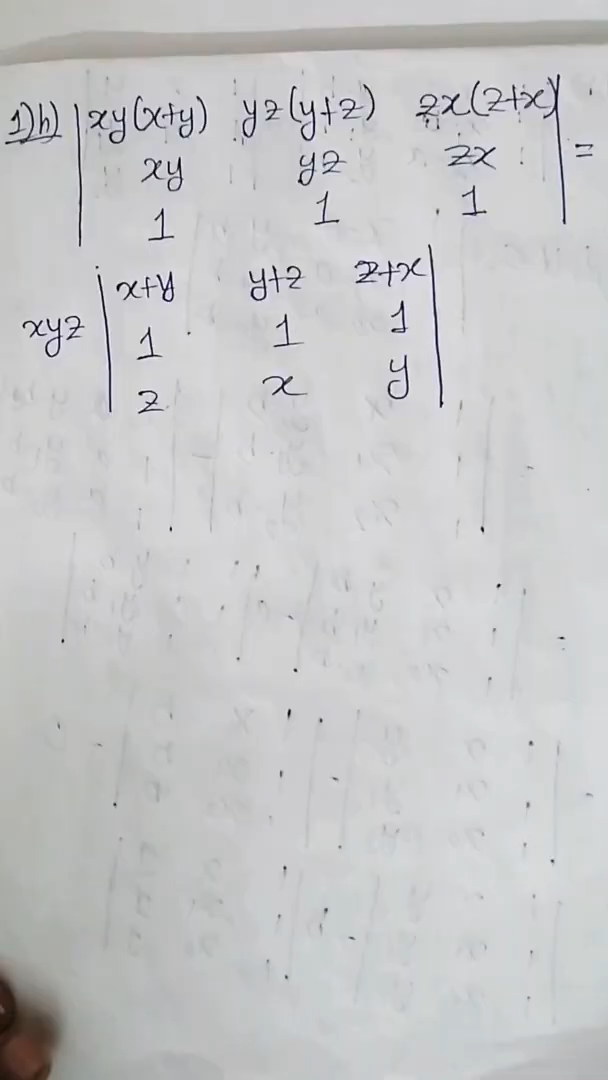 1)h) | xy(x+y) yz(y+z) zx(z+x) |
| xy yz zx | =
| 1 1 1 |
| x+y y+z z+x |
xyz | 1 1 1 |
| z x y |